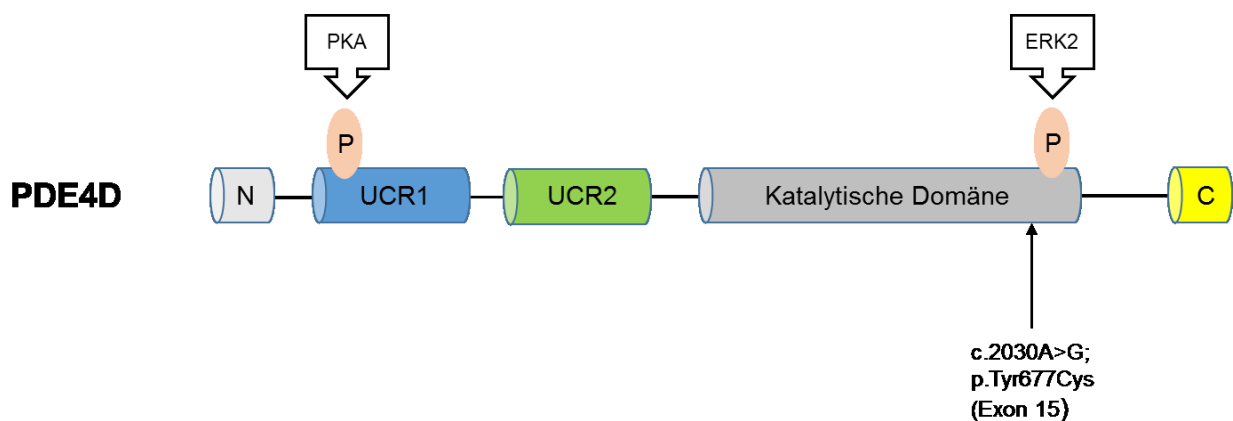 PKA
ERK2
P
P
PDE4D
N
UCR1
UCR2
Katalytische Domäne
C
c.2030A>G;
p.Tyr677Cys
(Exon 15)